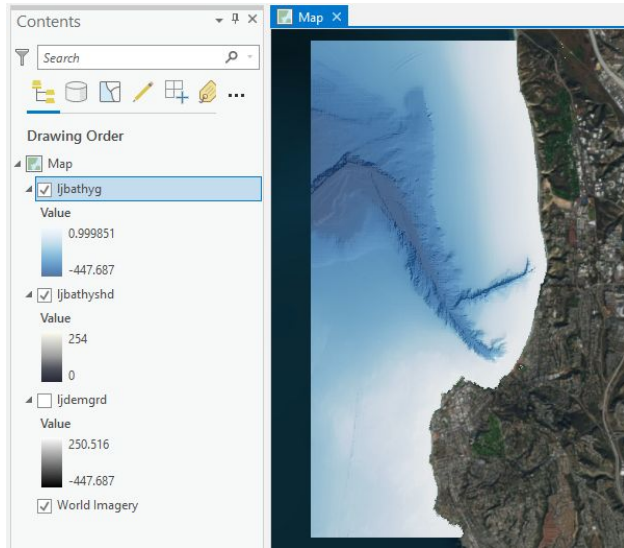 Contents
Map
Search
Drawing Order
Map
ljbathyg
Value
0.999851
-447.687
ljbathyshd
Value
254
0
ljdemgrd
Value
250.516
-447.687
World Imagery